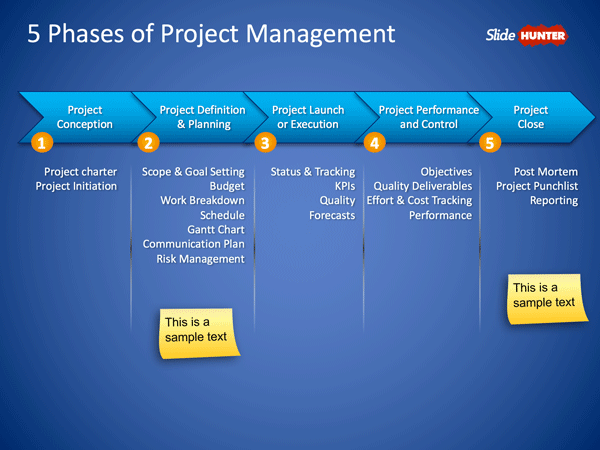 5 Phases of Project Management
Slide HUNTER
Project
Conception
1
Project Definition
& Planning
2
Project Launch
or Execution
3
Project Performance
and Control
4
Project
Close
5
Project charter
Project Initiation
Scope & Goal Setting
Budget
Work Breakdown
Schedule
Gantt Chart
Communication Plan
Risk Management
Status & Tracking
KPIs
Quality
Forecasts
Objectives
Quality Deliverables
Effort & Cost Tracking
Performance
Post Mortem
Project Punchlist
Reporting
This is a
sample text
This is a
sample text